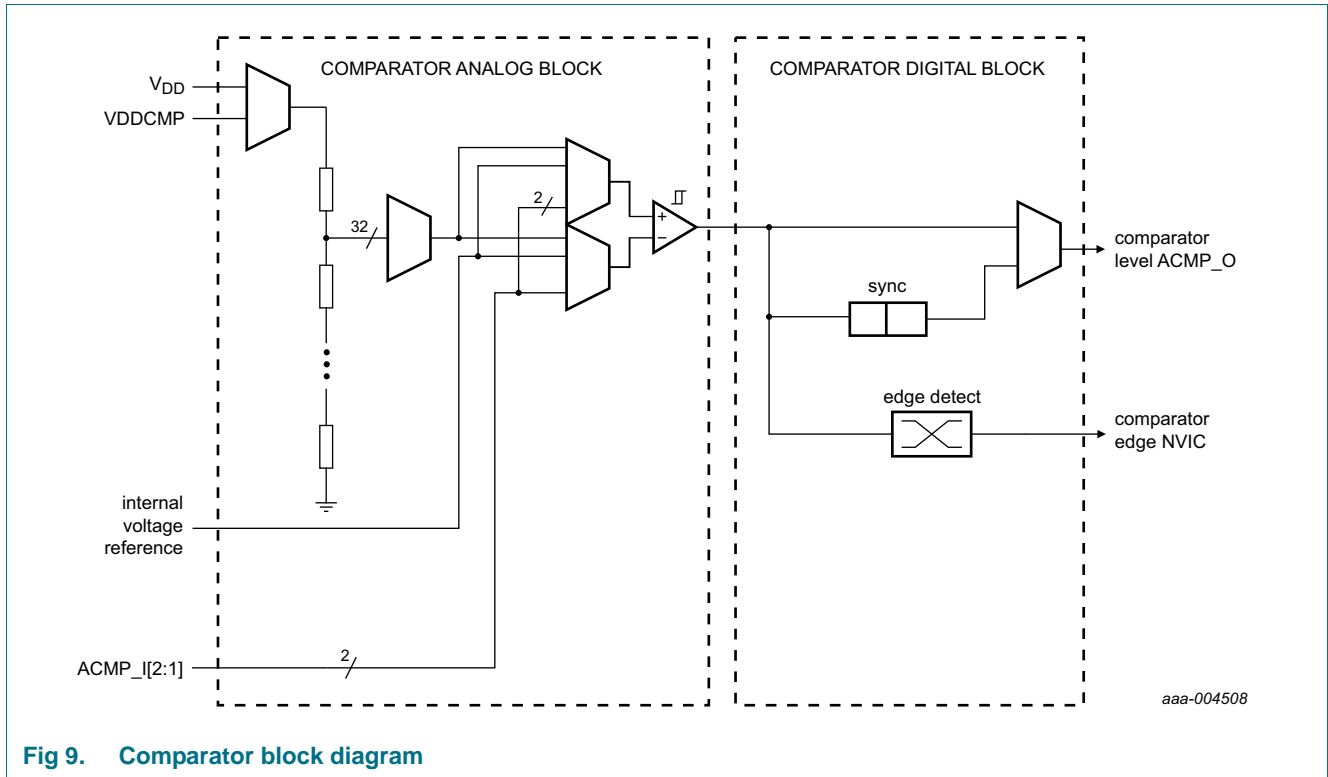 COMPARATOR ANALOG BLOCK
COMPARATOR DIGITAL BLOCK
VDD
VDDCMP
32
2
+
−
sync
comparator
level ACMP_O
edge detect
comparator
edge NVIC
internal
voltage
reference
ACMP_I[2:1]
2
aaa-004508
Fig 9. Comparator block diagram